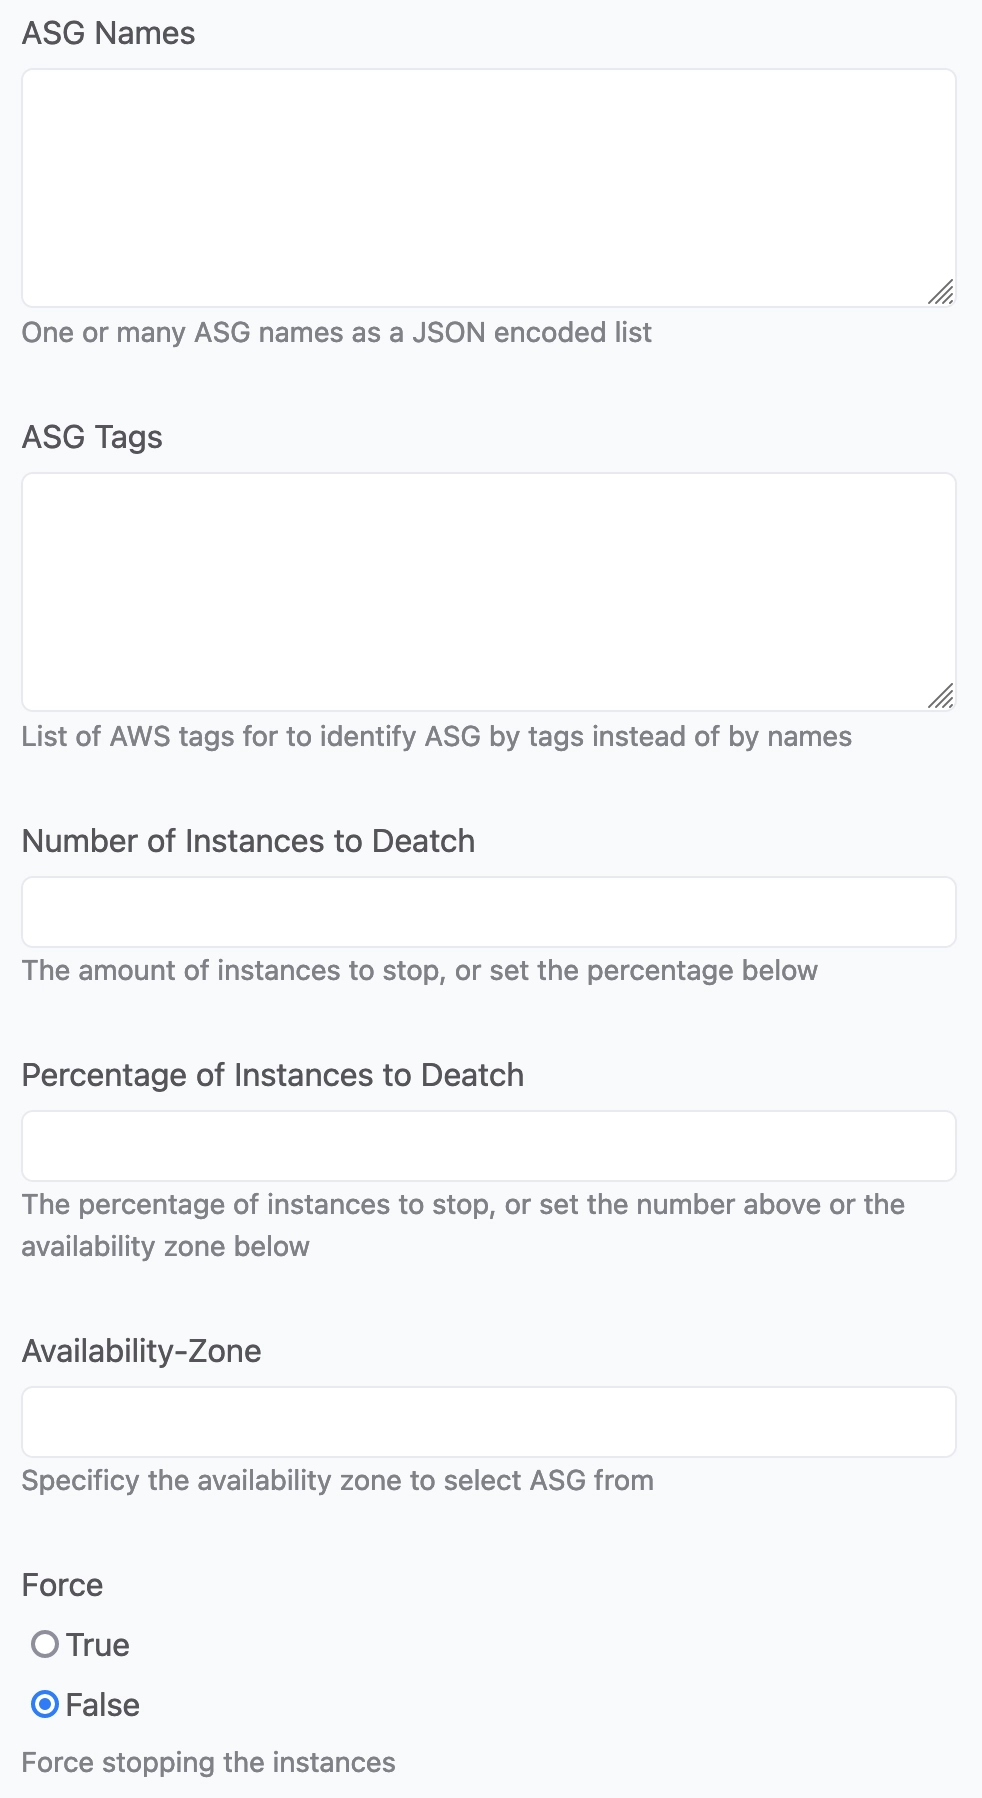 ASG Names
One or many ASG names as a JSON encoded list
ASG Tags
List of AWS tags for to identify ASG by tags instead of by names
Number of Instances to Deatch
The amount of instances to stop, or set the percentage below
Percentage of Instances to Deatch
The percentage of instances to stop, or set the number above or the
availability zone below
Availability-Zone
Specificy the availability zone to select ASG from
Force
True
False
Force stopping the instances